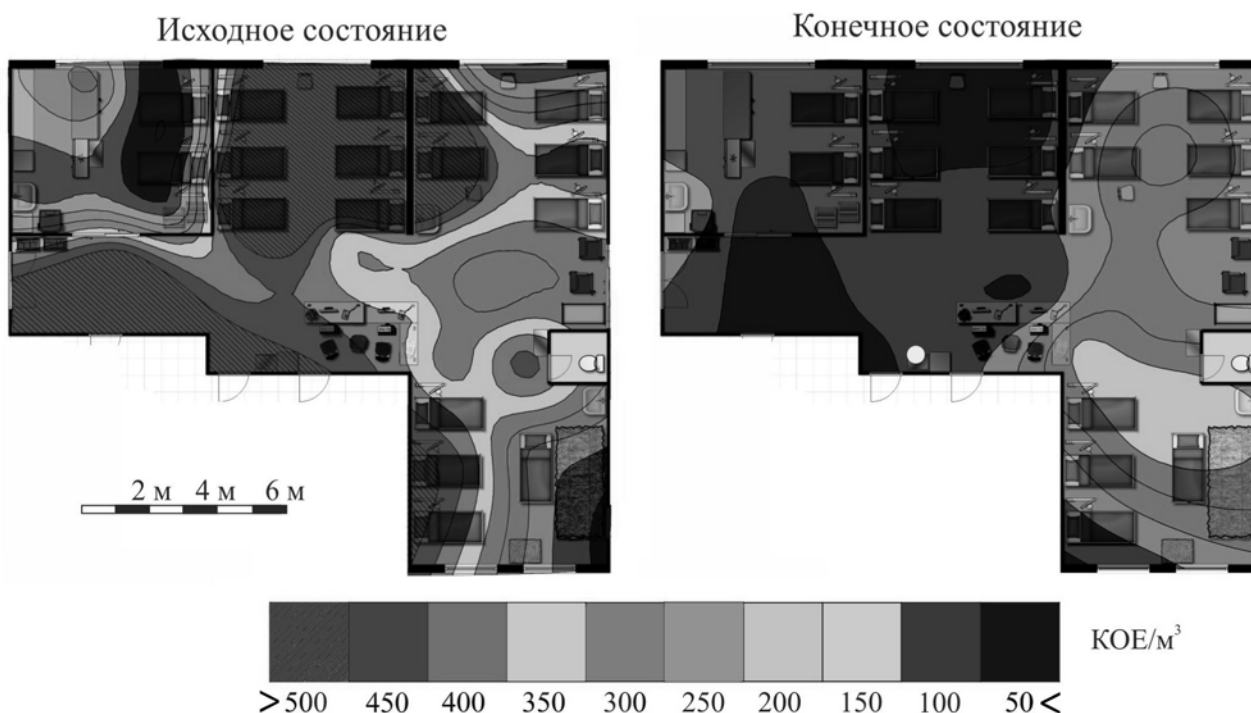 Исходное состояние
Конечное состояние
2 м 4 м 6 м
КОЕ/м³
>500 450 400 350 300 250 200 150 100 50<